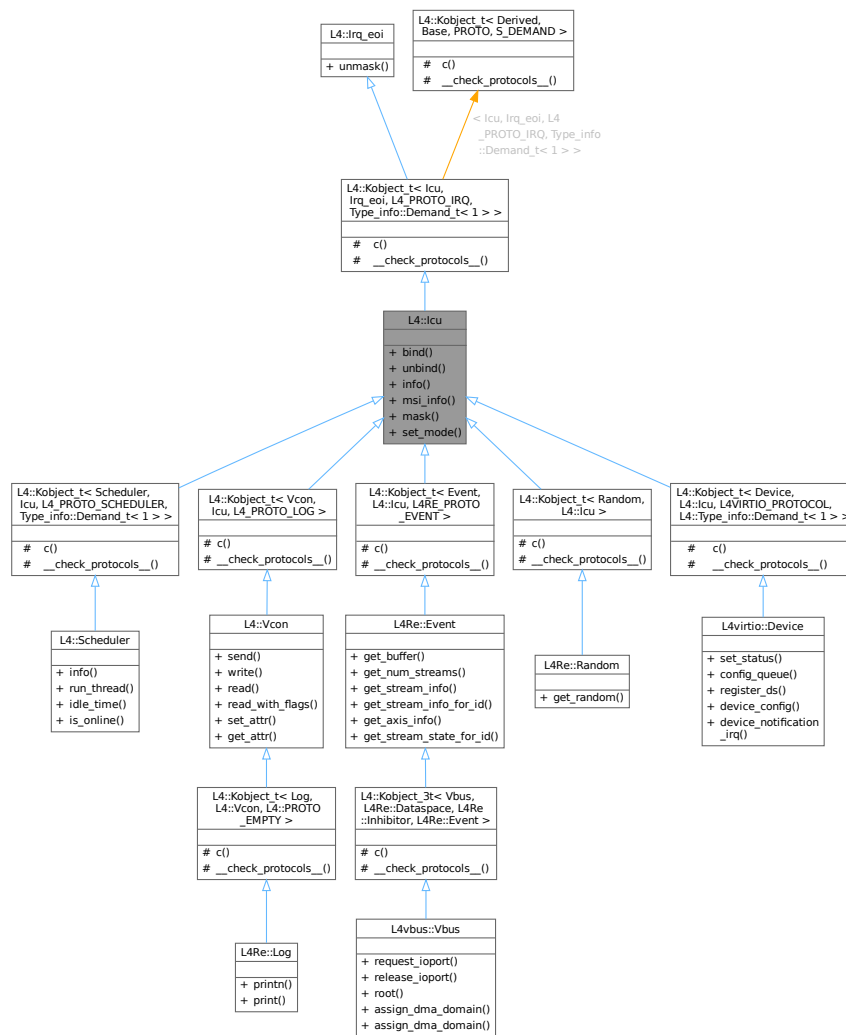 L4::Irq_eoi
+ unmask()
L4::Kobject_t< Derived,
Base, PROTO, S_DEMAND >
# c()
# __check_protocols__()
< Icu, Irq_eoi, L4
_PROTO_IRQ, Type_info
::Demand_t< 1 > >
L4::Kobject_t< Icu,
Irq_eoi, L4_PROTO_IRQ,
Type_info::Demand_t< 1 > >
# c()
# __check_protocols__()
L4::Icu
+ bind()
+ unbind()
+ info()
+ msi_info()
+ mask()
+ set_mode()
L4::Kobject_t< Scheduler,
Icu, L4_PROTO_SCHEDULER,
Type_info::Demand_t< 1 > >
# c()
# __check_protocols__()
L4::Kobject_t< Vcon,
Icu, L4_PROTO_LOG >
# c()
# __check_protocols__()
L4::Kobject_t< Event,
L4::Icu, L4RE_PROTO
_EVENT >
# c()
# __check_protocols__()
L4::Kobject_t< Random,
L4::Icu >
# c()
# __check_protocols__()
L4::Kobject_t< Device,
L4::Icu, L4VIRTIO_PROTOCOL,
L4::Type_info::Demand_t< 1 > >
# c()
# __check_protocols__()
L4::Scheduler
+ info()
+ run_thread()
+ idle_time()
+ is_online()
L4::Vcon
+ send()
+ write()
+ read()
+ read_with_flags()
+ set_attr()
+ get_attr()
L4Re::Event
+ get_buffer()
+ get_num_streams()
+ get_stream_info()
+ get_stream_info_for_id()
+ get_axis_info()
+ get_stream_state_for_id()
L4Re::Random
+ get_random()
L4virtio::Device
+ set_status()
+ config_queue()
+ register_ds()
+ device_config()
+ device_notification
_irq()
L4::Kobject_t< Log,
L4::Vcon, L4::PROTO
_EMPTY >
# c()
# __check_protocols__()
L4::Kobject_3t< Vbus,
L4Re::Dataspace, L4Re
::Inhibitor, L4Re::Event >
# c()
# __check_protocols__()
L4Re::Log
+ printn()
+ print()
L4vbus::Vbus
+ request_ioport()
+ release_ioport()
+ root()
+ assign_dma_domain()
+ assign_dma_domain()